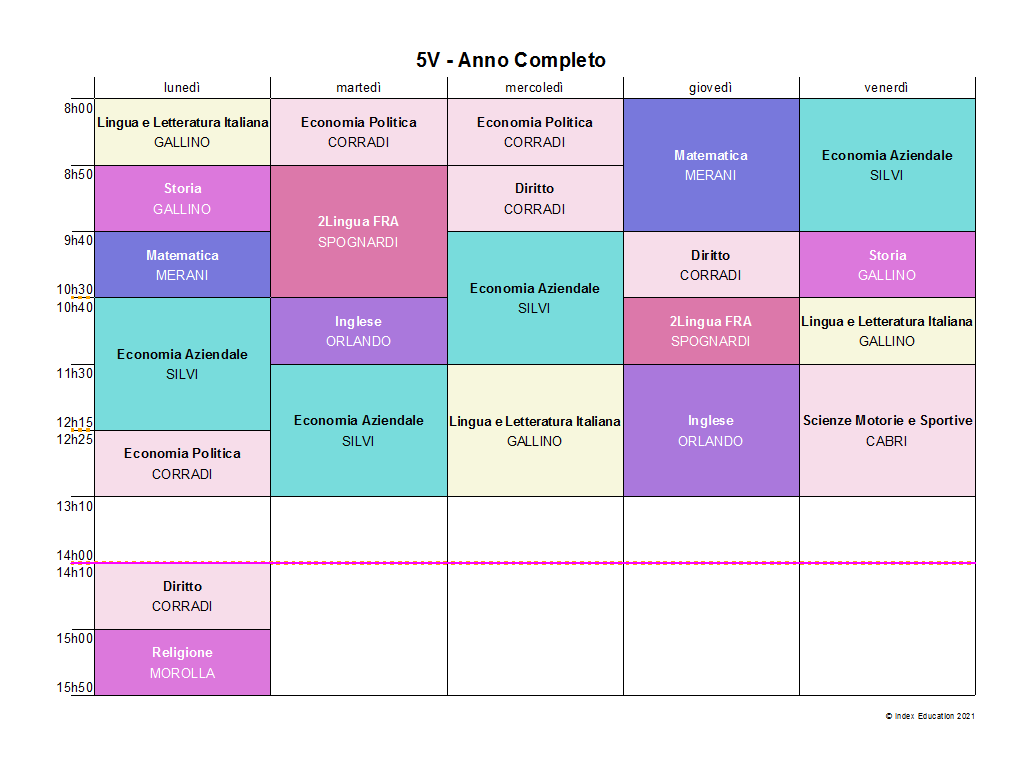 5V - Anno Completo
lunedì martedì mercoledì giovedì venerdì
8h00
Lingua e Letteratura Italiana
GALLINO
Economia Politica
CORRADI
Economia Politica
CORRADI
Matematica
MERANI
Economia Aziendale
SILVI
8h50
Storia
GALLINO
2Lingua FRA
SPOGNARDI
Diritto
CORRADI
9h40
Matematica
MERANI
Economia Aziendale
SILVI
Diritto
CORRADI
Storia
GALLINO
10h30
10h40
Economia Aziendale
SILVI
Inglese
ORLANDO
2Lingua FRA
SPOGNARDI
Lingua e Letteratura Italiana
GALLINO
11h30
Economia Aziendale
SILVI
Lingua e Letteratura Italiana
GALLINO
Inglese
ORLANDO
Scienze Motorie e Sportive
CABRI
12h15
12h25
Economia Politica
CORRADI
13h10
14h00
14h10
Diritto
CORRADI
15h00
Religione
MOROLLA
15h50
© Index Education 2021